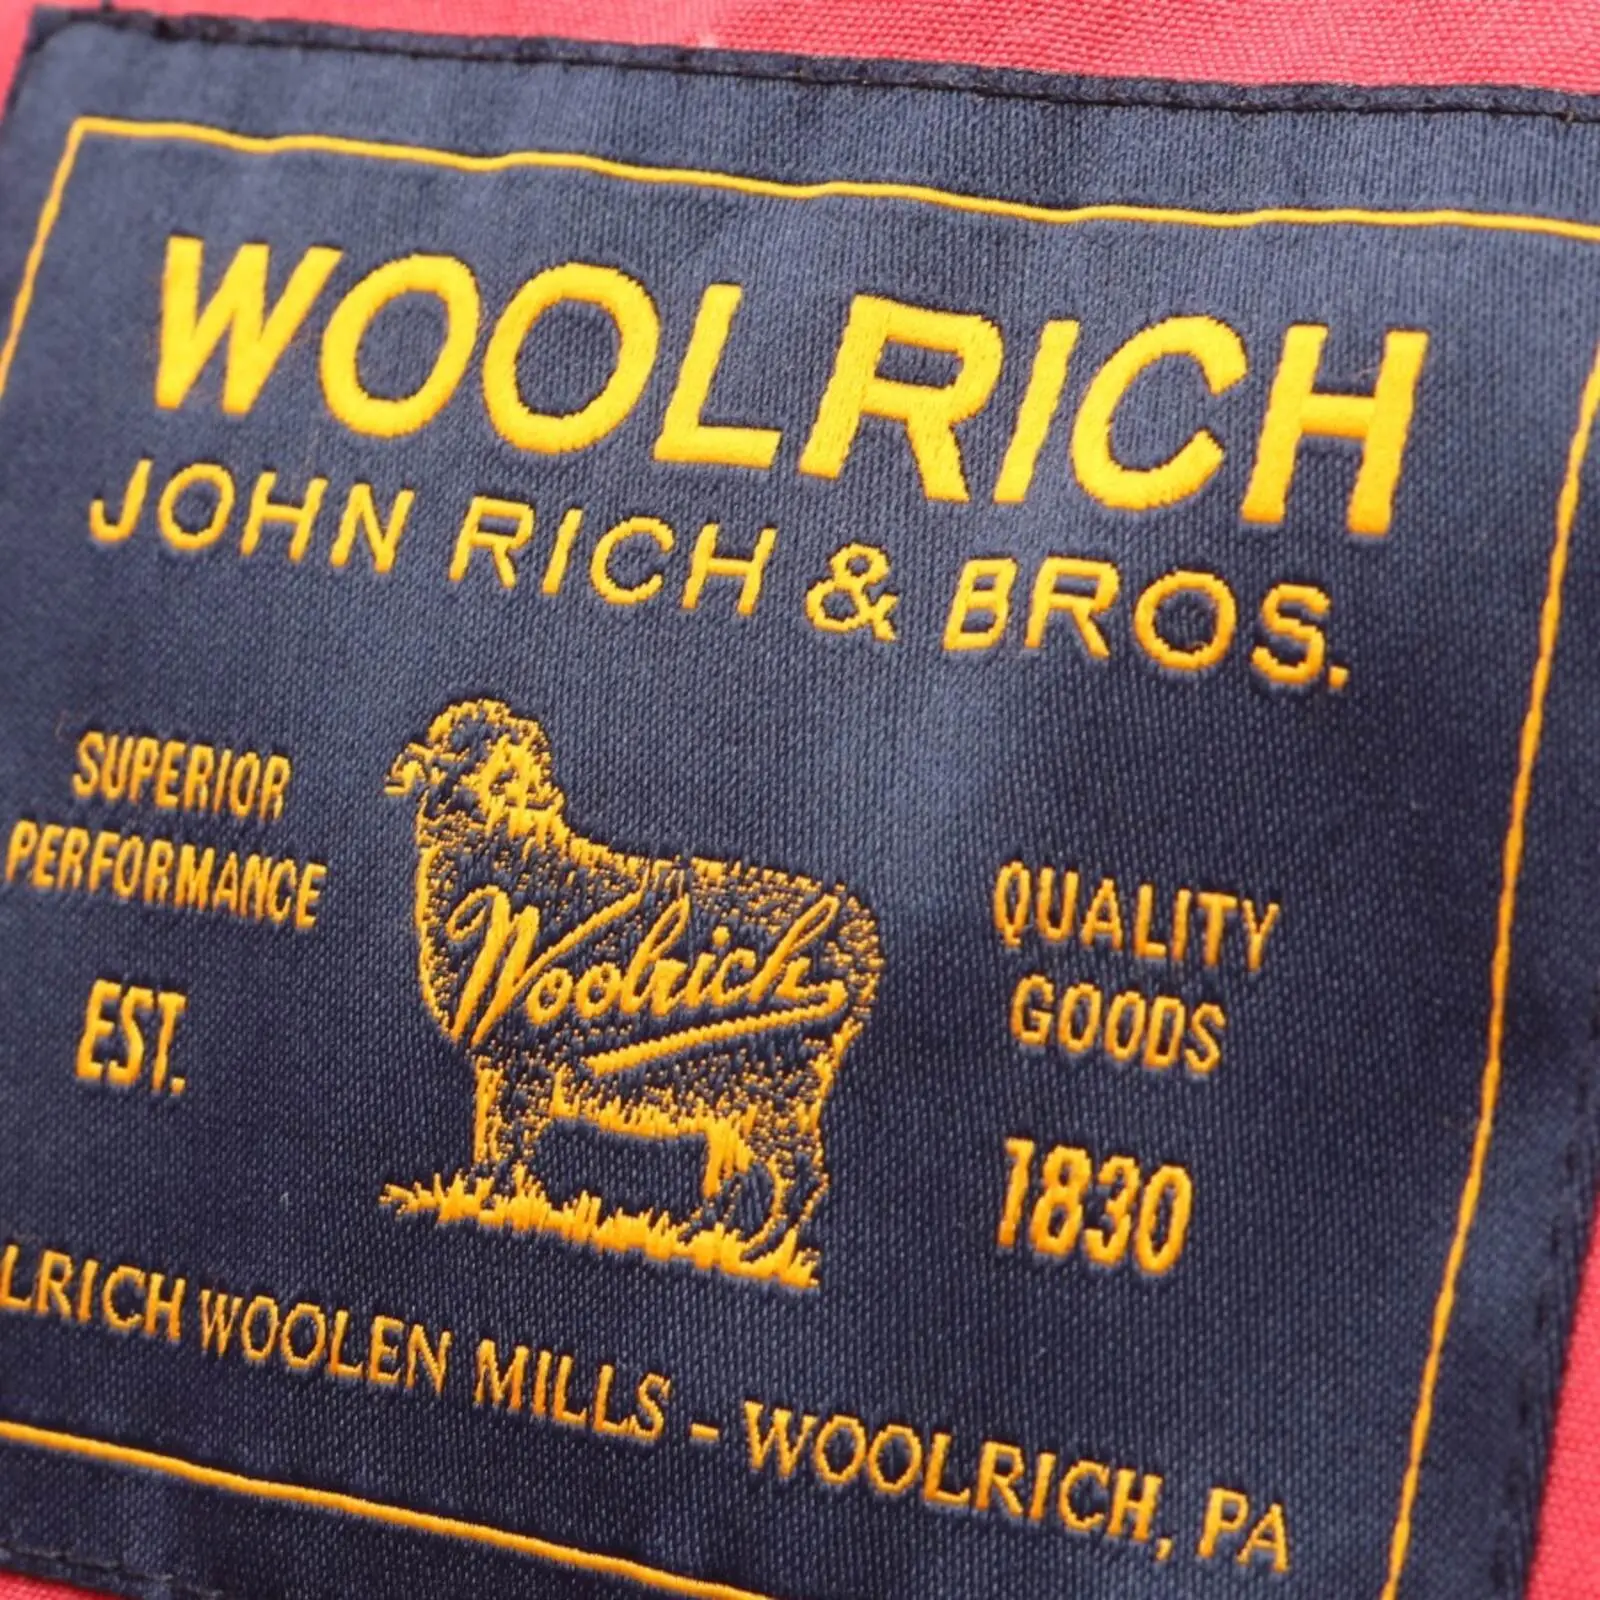 WOOLRICH
JOHN RICH & BROS.
SUPERIOR
PERFORMANCE
EST.
Woolrich
QUALITY
GOODS
1830
LRICH WOOLEN MILLS - WOOLRICH, PA